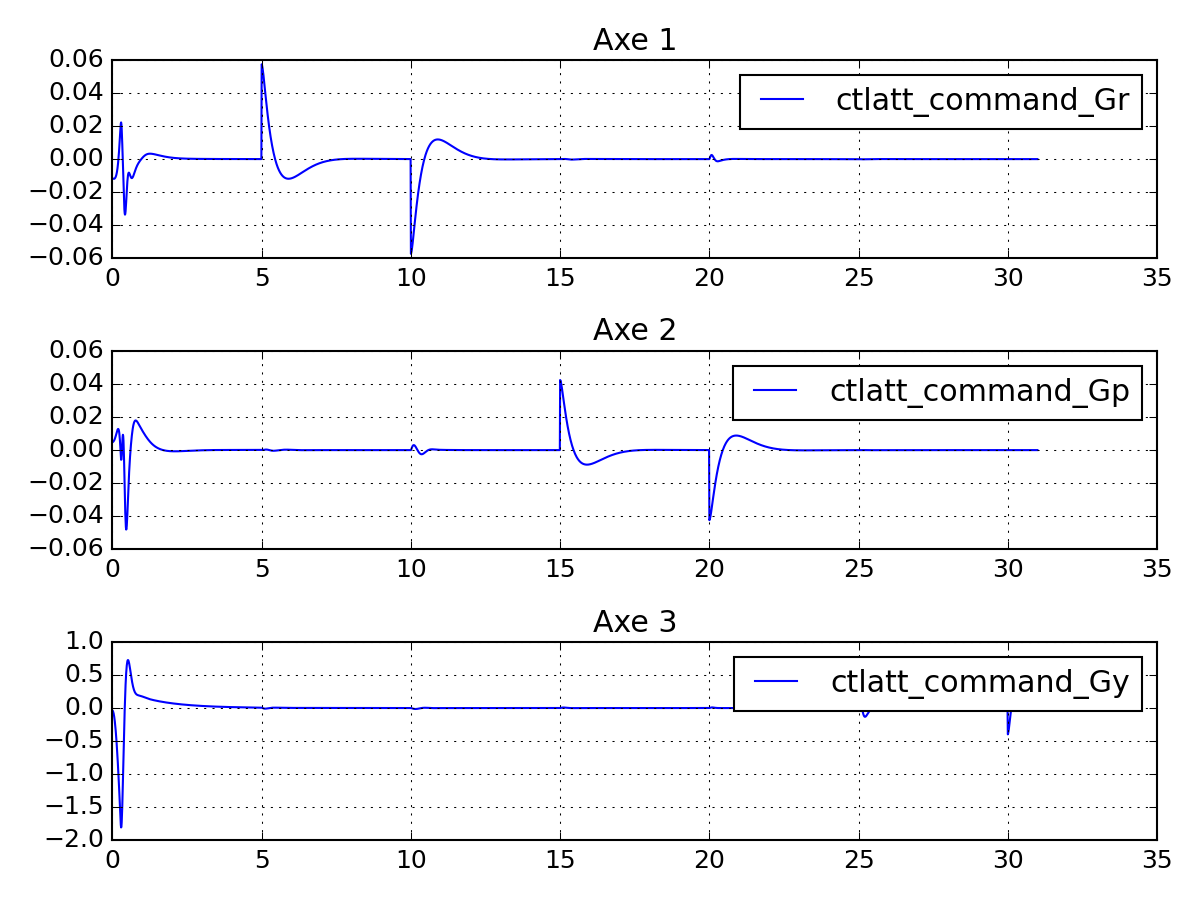 Axe 1
0.06
0.04
0.02
0.00
−0.02
−0.04
−0.06
ctlatt_command_Gr
0 5 10 15 20 25 30 35
Axe 2
0.06
0.04
0.02
0.00
−0.02
−0.04
−0.06
ctlatt_command_Gp
0 5 10 15 20 25 30 35
Axe 3
1.0
0.5
0.0
−0.5
−1.0
−1.5
−2.0
ctlatt_command_Gy
0 5 10 15 20 25 30 35